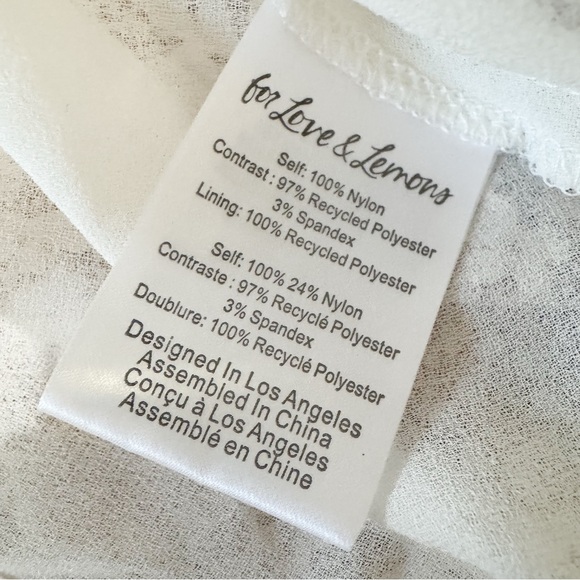 for Love & Lemons
Self: 100% Nylon
Contrast : 97% Recycled Polyester
3% Spandex
Lining: 100% Recycled Polyester
Self: 100% 24% Nylon
Contraste : 97% Recyclé Polyester
3% Spandex
Doublure: 100% Recyclé Polyester
Designed In Los Angeles
Assembled In China
Conçu à Los Angeles
Assemblé en Chine